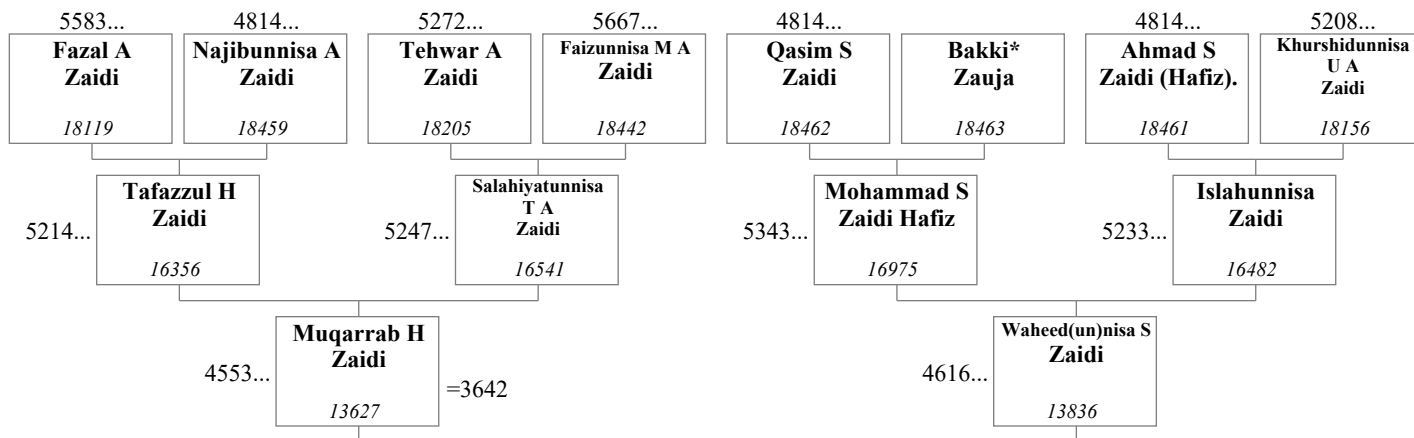 5583... 4814... 5272... 5667... 4814... 4814... 5208...
Fazal A
Zaidi
18119
Najibunnisa A
Zaidi
18459
Tehwar A
Zaidi
18205
Faizunnisa M A
Zaidi
18442
Qasim S
Zaidi
18462
Bakki*
Zauja
18463
Ahmad S
Zaidi (Hafiz).
18461
Khurshidunnisa
U A
Zaidi
18156
5214...
Tafazzul H
Zaidi
16356
5247...
Salahiyatunnisa
T A
Zaidi
16541
5343...
Mohammad S
Zaidi Hafiz
16975
5233...
Islahunnisa
Zaidi
16482
4553...
Muqarrab H
Zaidi
13627
=3642
4616...
Waheed(un)nisa S
Zaidi
13836